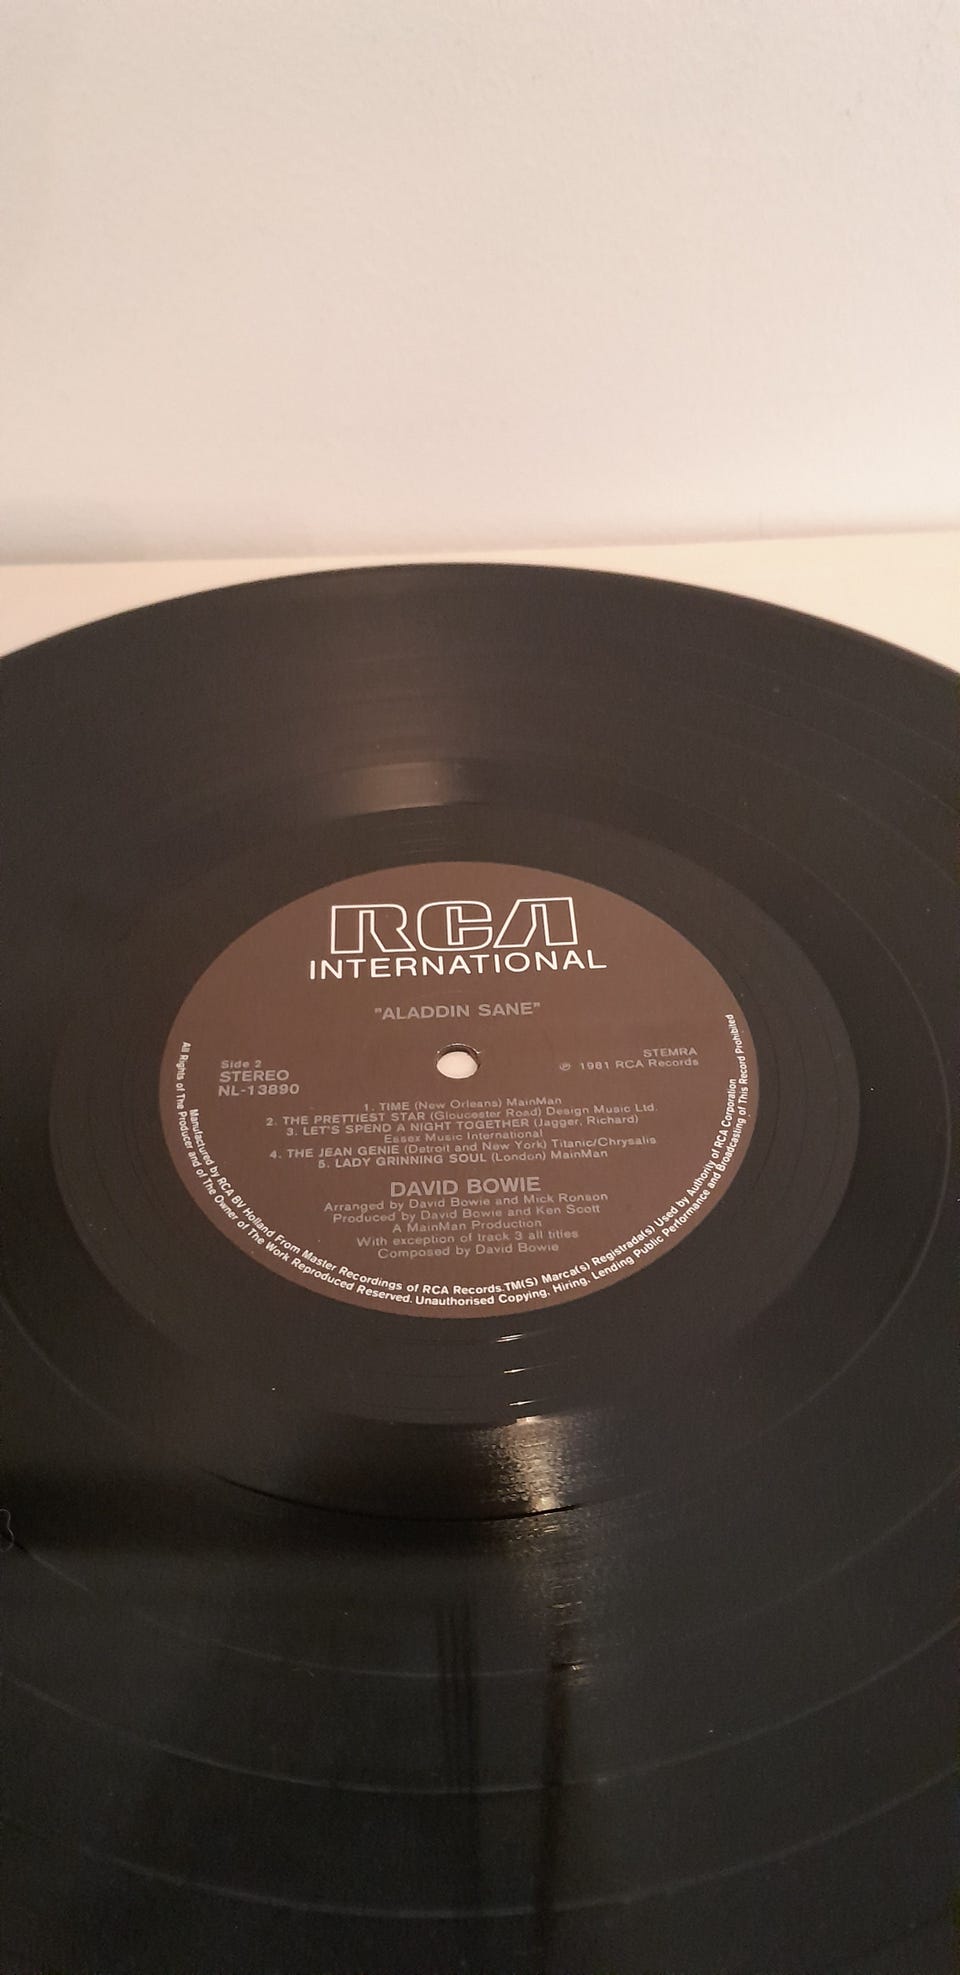 RCA
INTERNATIONAL
"ALADDIN SANE"
Side 2
STEREO
NL-13890
STEMRA
℗ 1981 RCA Records
1. TIME (New Orleans) MainMan
2. THE PRETTIEST STAR (Gloucester Road) Design Music Ltd.
3. LET'S SPEND A NIGHT TOGETHER (Jagger, Richard)
Essex Music International
4. THE JEAN GENIE (Detroit and New York) Titanic/Chrysalis
5. LADY GRINNING SOUL (London) MainMan
DAVID BOWIE
Arranged by David Bowie and Mick Ronson
Produced by David Bowie and Ken Scott
A MainMan Production
With exception of track 3 all titles
Composed by David Bowie
Manufactured by RCA BV Holland From Master Recordings of RCA Records.TM(S) Marca(s) Registrada(s) Used by Authority of RCA Corporation
All Rights of The Producer and of The Owner of The Work Reproduced Reserved. Unauthorised Copying, Hiring, Lending Public Performance and Broadcasting of This Record Prohibited